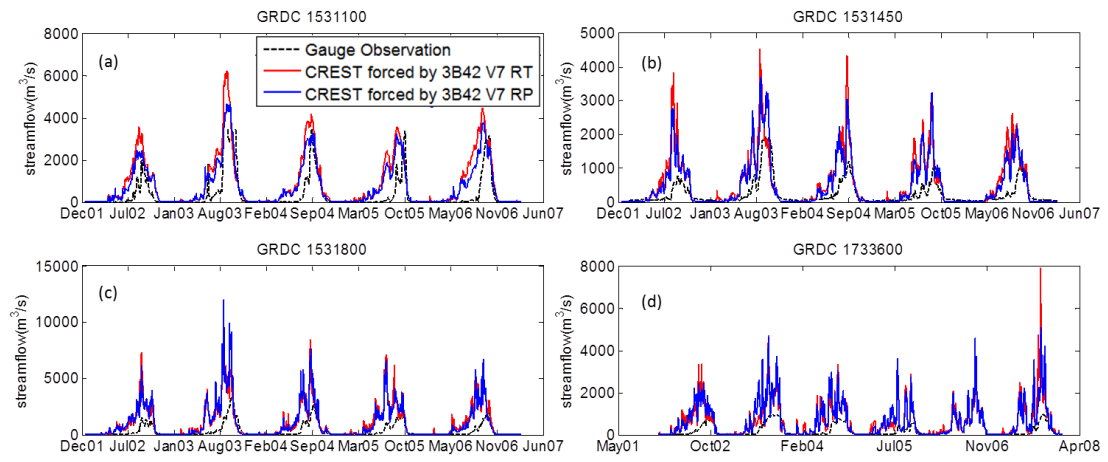 GRDC 1531100
streamflow(m³/s)
8000
6000
4000
2000
0
(a)
Gauge Observation
CREST forced by 3B42 V7 RT
CREST forced by 3B42 V7 RP
Dec01 Jul02 Jan03 Aug03 Feb04 Sep04 Mar05 Oct05 May06 Nov06 Jun07
GRDC 1531450
streamflow(m³/s)
5000
4000
3000
2000
1000
0
(b)
Dec01 Jul02 Jan03 Aug03 Feb04 Sep04 Mar05 Oct05 May06 Nov06 Jun07
GRDC 1531800
streamflow(m³/s)
15000
10000
5000
0
(c)
Dec01 Jul02 Jan03 Aug03 Feb04 Sep04 Mar05 Oct05 May06 Nov06 Jun07
GRDC 1733600
streamflow(m³/s)
8000
6000
4000
2000
0
(d)
May01 Oct02 Feb04 Jul05 Nov06 Apr08